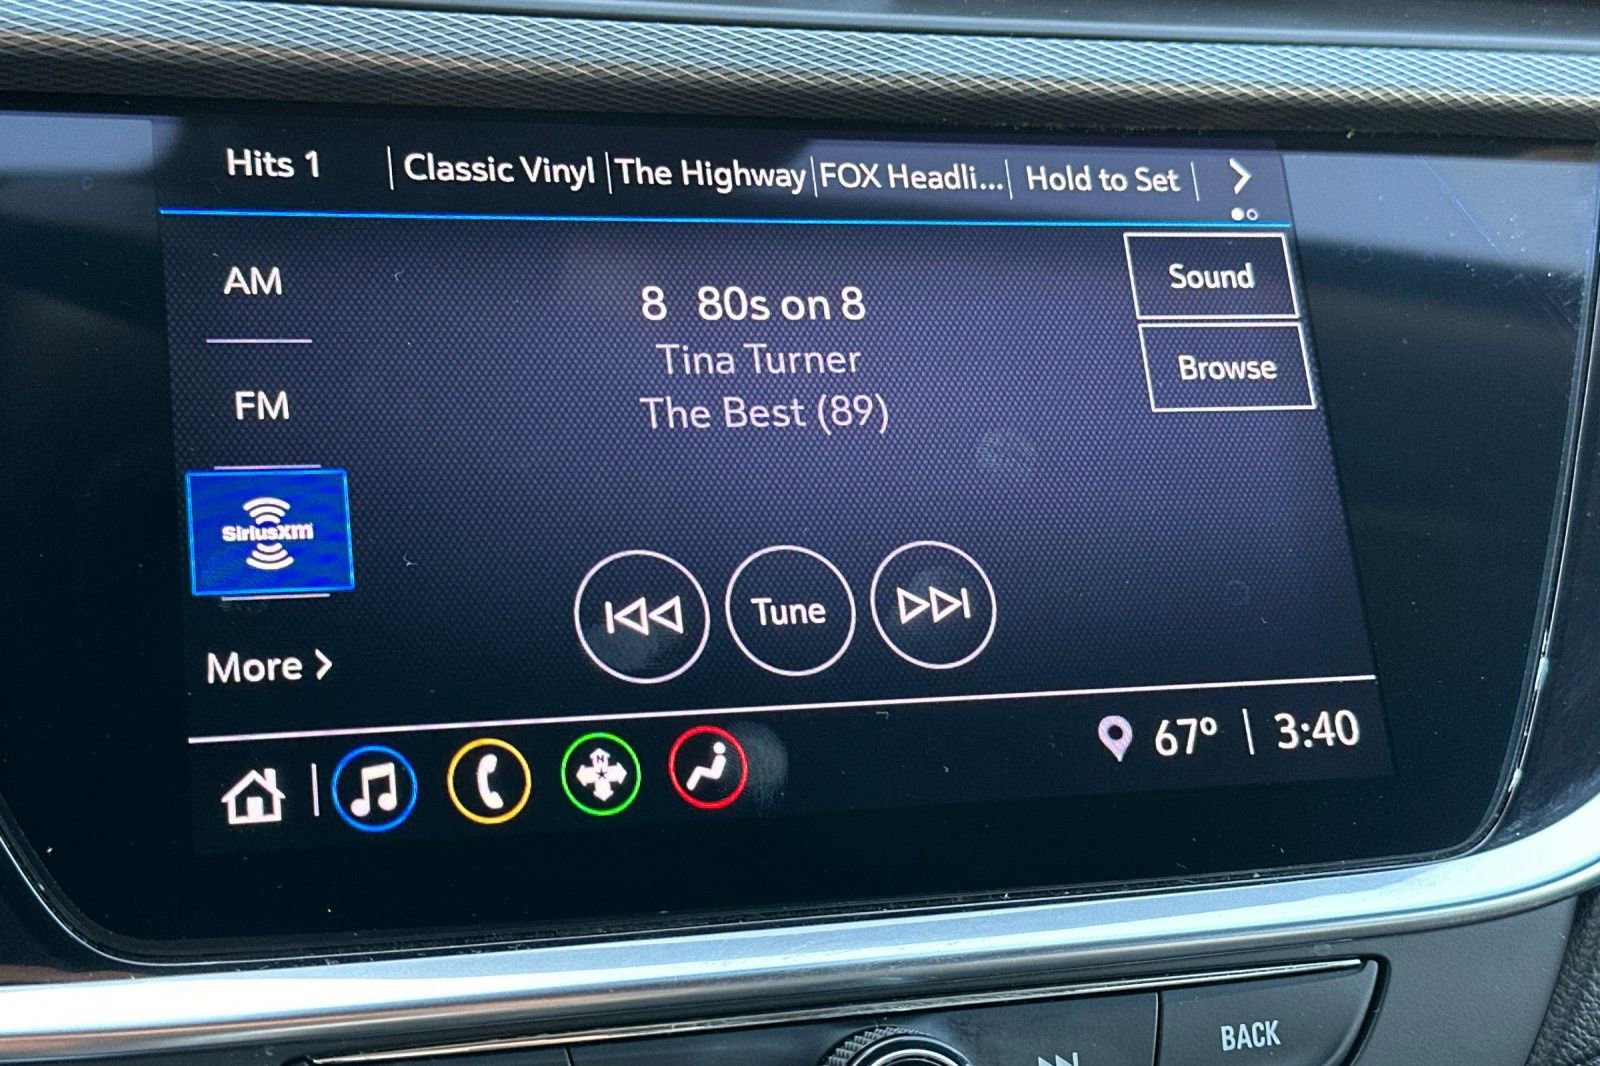 Hits 1 | Classic Vinyl | The Highway | FOX Headli... | Hold to Set |
AM
FM
SiriusXM
More
8 80s on 8
Tina Turner
The Best (89)
Tune
Sound
Browse
N
67° | 3:40
BACK